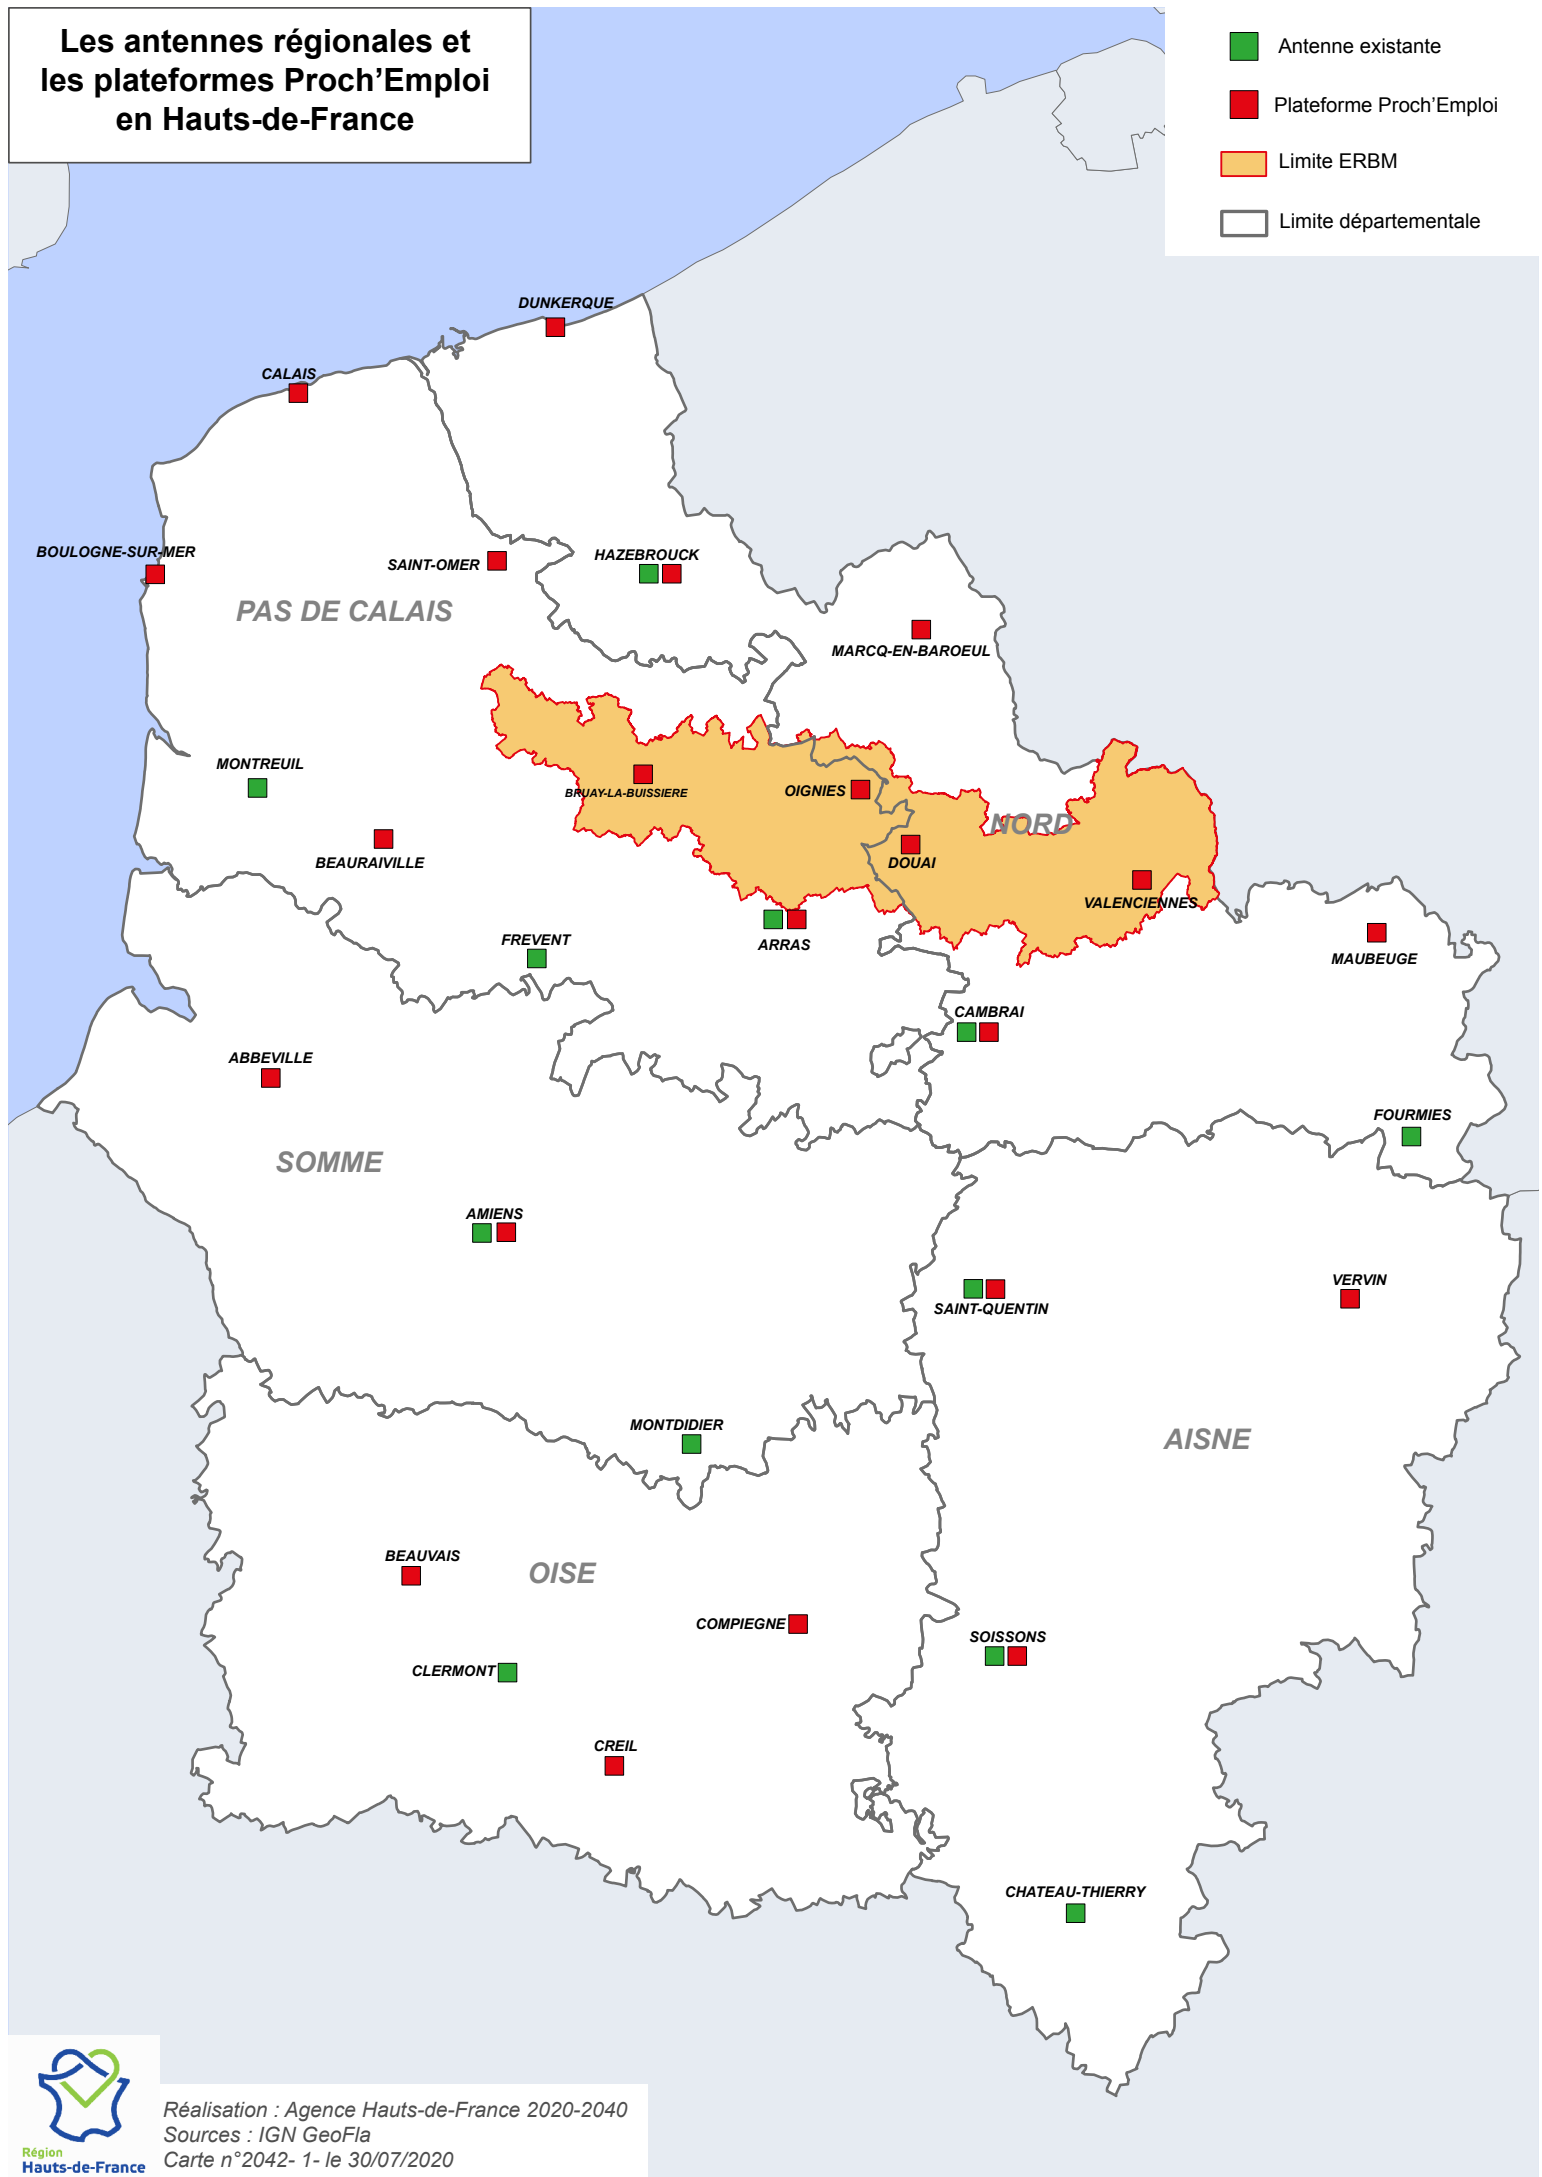 Les antennes régionales et
les plateformes Proch'Emploi
en Hauts-de-France
Antenne existante
Plateforme Proch'Emploi
Limite ERBM
Limite départementale
DUNKERQUE
CALAIS
BOULOGNE-SUR-MER
SAINT-OMER
HAZEBROUCK
PAS DE CALAIS
MARCQ-EN-BAROEUL
MONTREUIL
BRUAY-LA-BUISSIERE
OIGNIES
NORD
BEAURAIVILLE
DOUAI
VALENCIENNES
FREVENT
ARRAS
MAUBEUGE
CAMBRAI
ABBEVILLE
FOURMIES
SOMME
AMIENS
VERVIN
SAINT-QUENTIN
MONTDIDIER
AISNE
BEAUVAIS
OISE
COMPIEGNE
SOISSONS
CLERMONT
CREIL
CHATEAU-THIERRY
Réalisation : Agence Hauts-de-France 2020-2040
Sources : IGN GeoFla
Carte n°2042- 1- le 30/07/2020
Région
Hauts-de-France